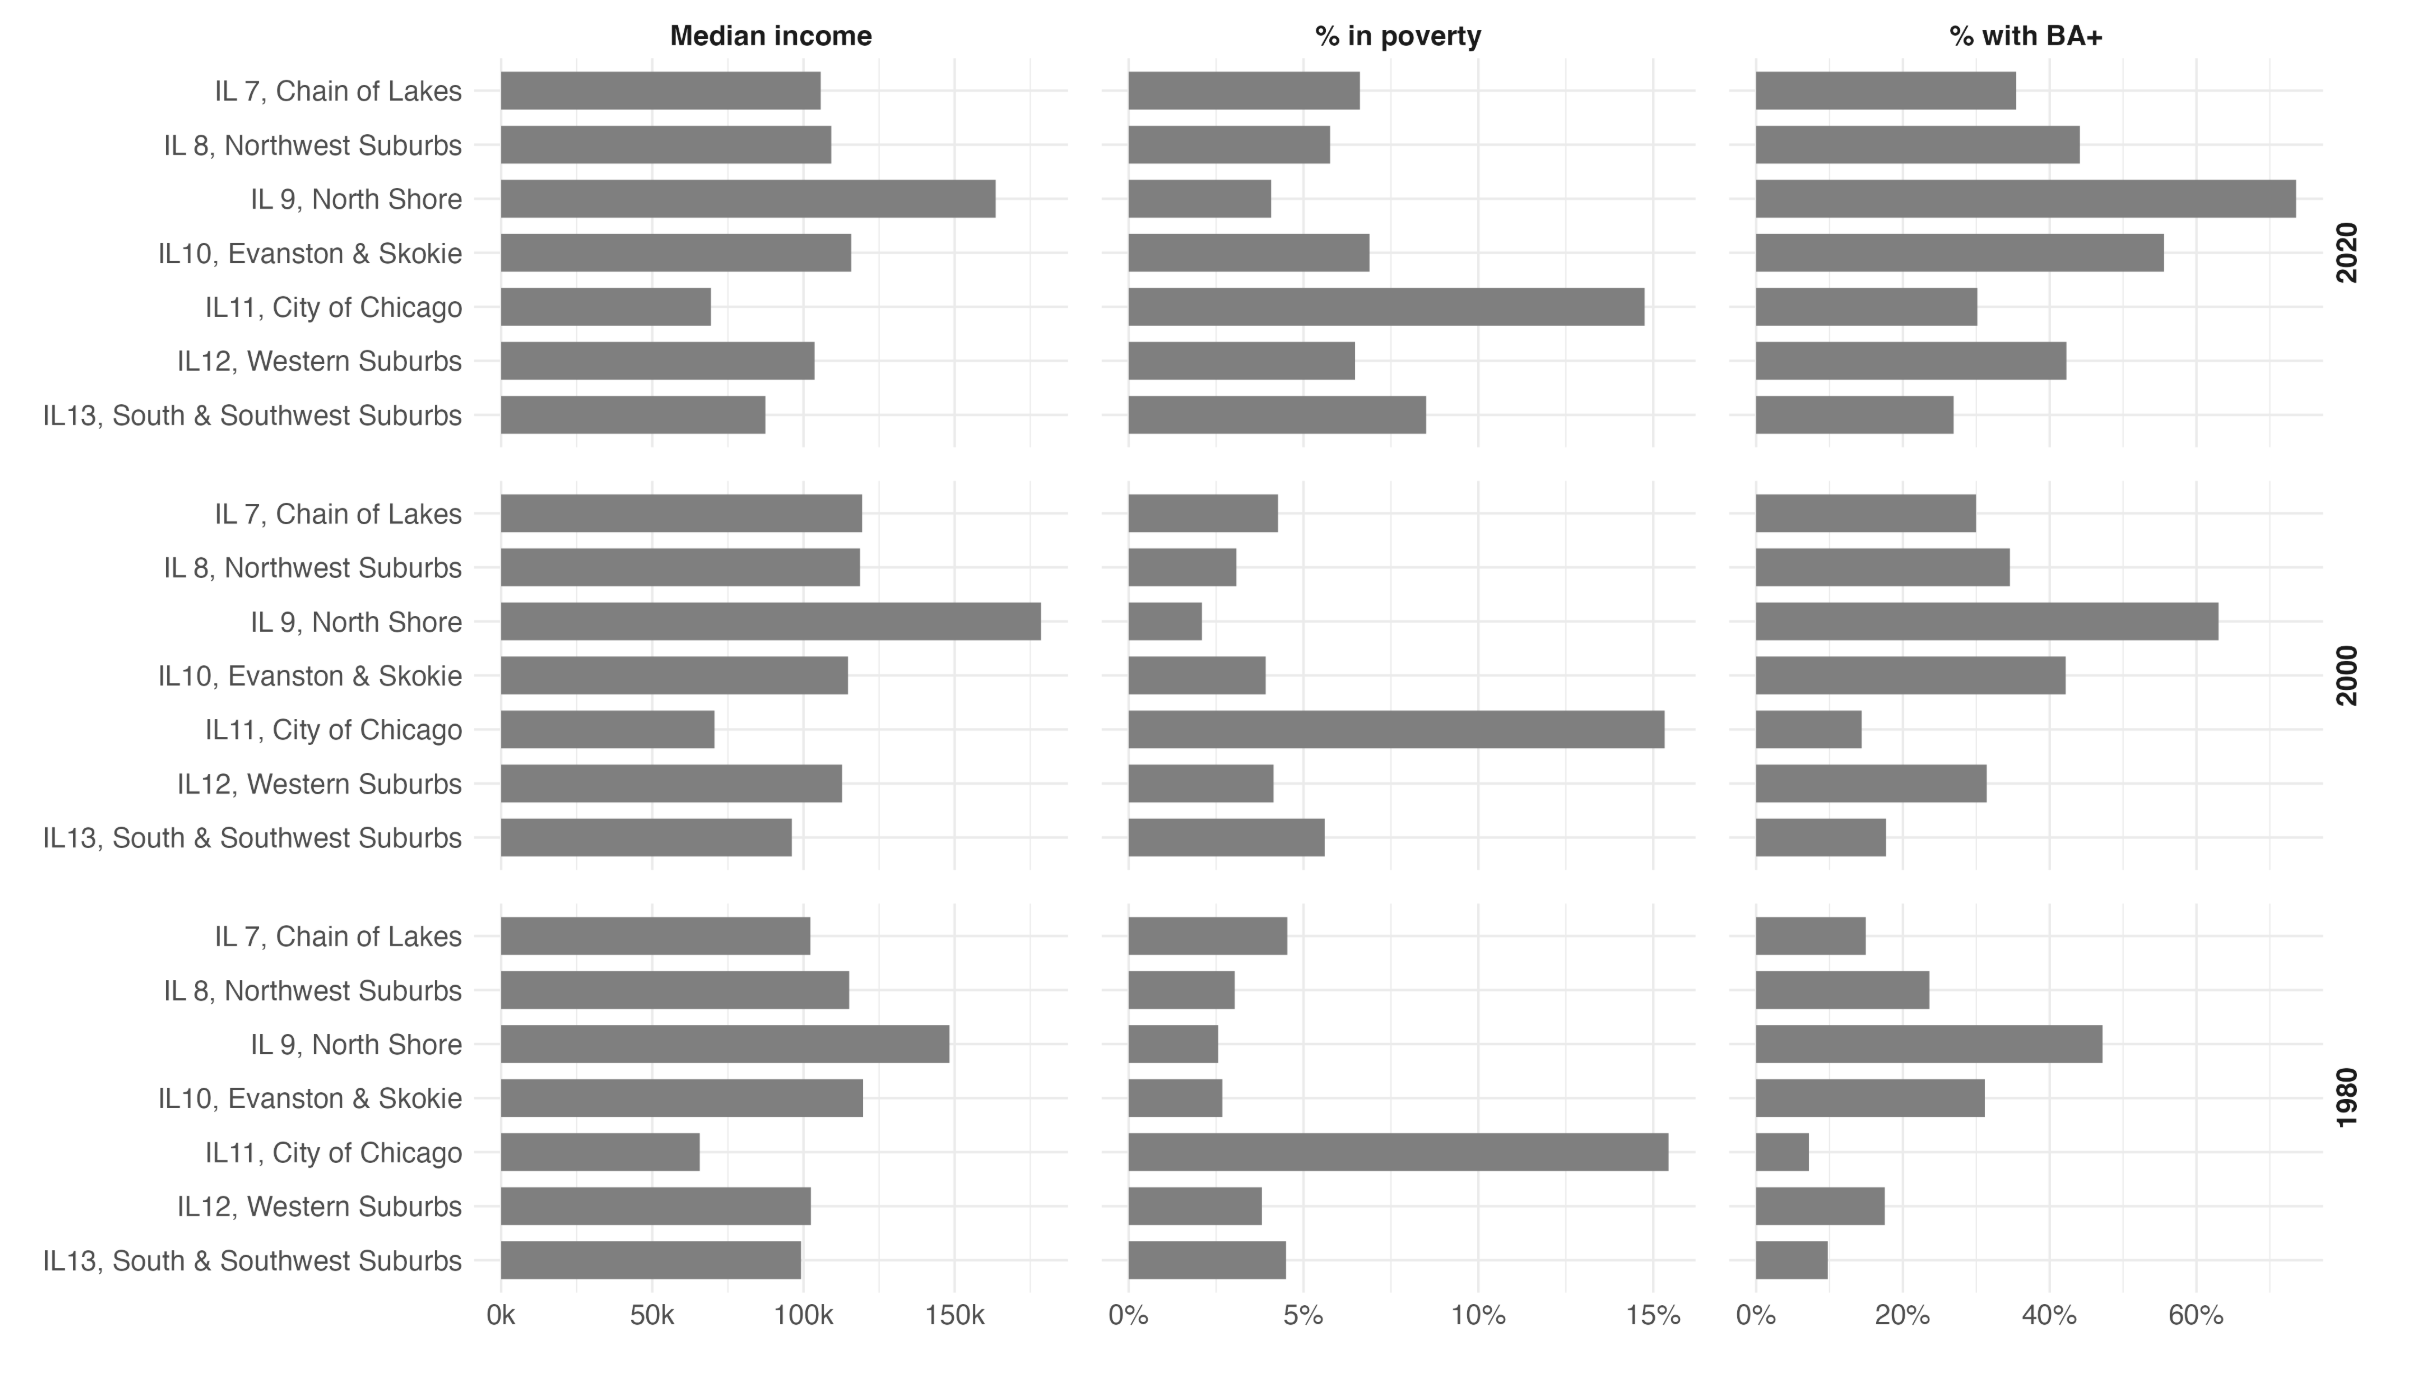 Median income % in poverty % with BA+
IL 7, Chain of Lakes
IL 8, Northwest Suburbs
IL 9, North Shore
IL10, Evanston & Skokie
IL11, City of Chicago
IL12, Western Suburbs
IL13, South & Southwest Suburbs
2020
IL 7, Chain of Lakes
IL 8, Northwest Suburbs
IL 9, North Shore
IL10, Evanston & Skokie
IL11, City of Chicago
IL12, Western Suburbs
IL13, South & Southwest Suburbs
2000
IL 7, Chain of Lakes
IL 8, Northwest Suburbs
IL 9, North Shore
IL10, Evanston & Skokie
IL11, City of Chicago
IL12, Western Suburbs
IL13, South & Southwest Suburbs
1980
0k 50k 100k 150k 0% 5% 10% 15% 0% 20% 40% 60%